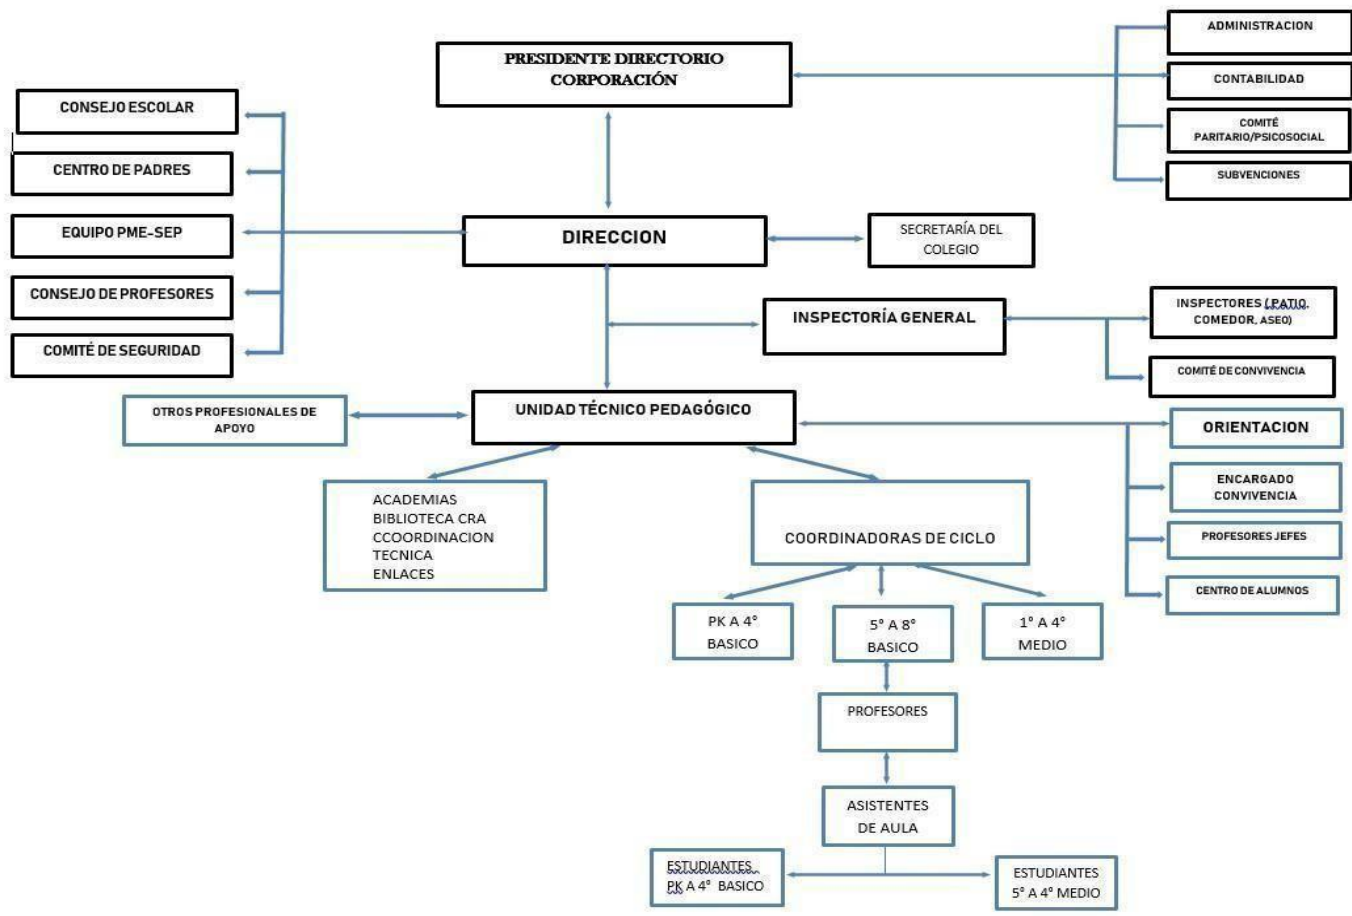 PRESIDENTE DIRECTORIO
CORPORACIÓN
ADMINISTRACION
CONTABILIDAD
COMITÉ
PARITARIO/PSICOSOCIAL
SUBVENCIONES
CONSEJO ESCOLAR
CENTRO DE PADRES
EQUIPO PME-SEP
CONSEJO DE PROFESORES
COMITÉ DE SEGURIDAD
DIRECCION
SECRETARÍA DEL
COLEGIO
INSPECTORÍA GENERAL
INSPECTORES ( PATIO,
COMEDOR, ASEO)
COMITÉ DE CONVIVENCIA
OTROS PROFESIONALES DE
APOYO
UNIDAD TÉCNICO PEDAGÓGICO
ORIENTACION
ENCARGADO
CONVIVENCIA
PROFESORES JEFES
CENTRO DE ALUMNOS
ACADEMIAS
BIBLIOTECA CRA
CCOORDINACION
TECNICA
ENLACES
COORDINADORAS DE CICLO
PK A 4°
BASICO
5° A 8°
BASICO
1° A 4°
MEDIO
PROFESORES
ASISTENTES
DE AULA
ESTUDIANTES
PK A 4° BASICO
ESTUDIANTES
5° A 4° MEDIO